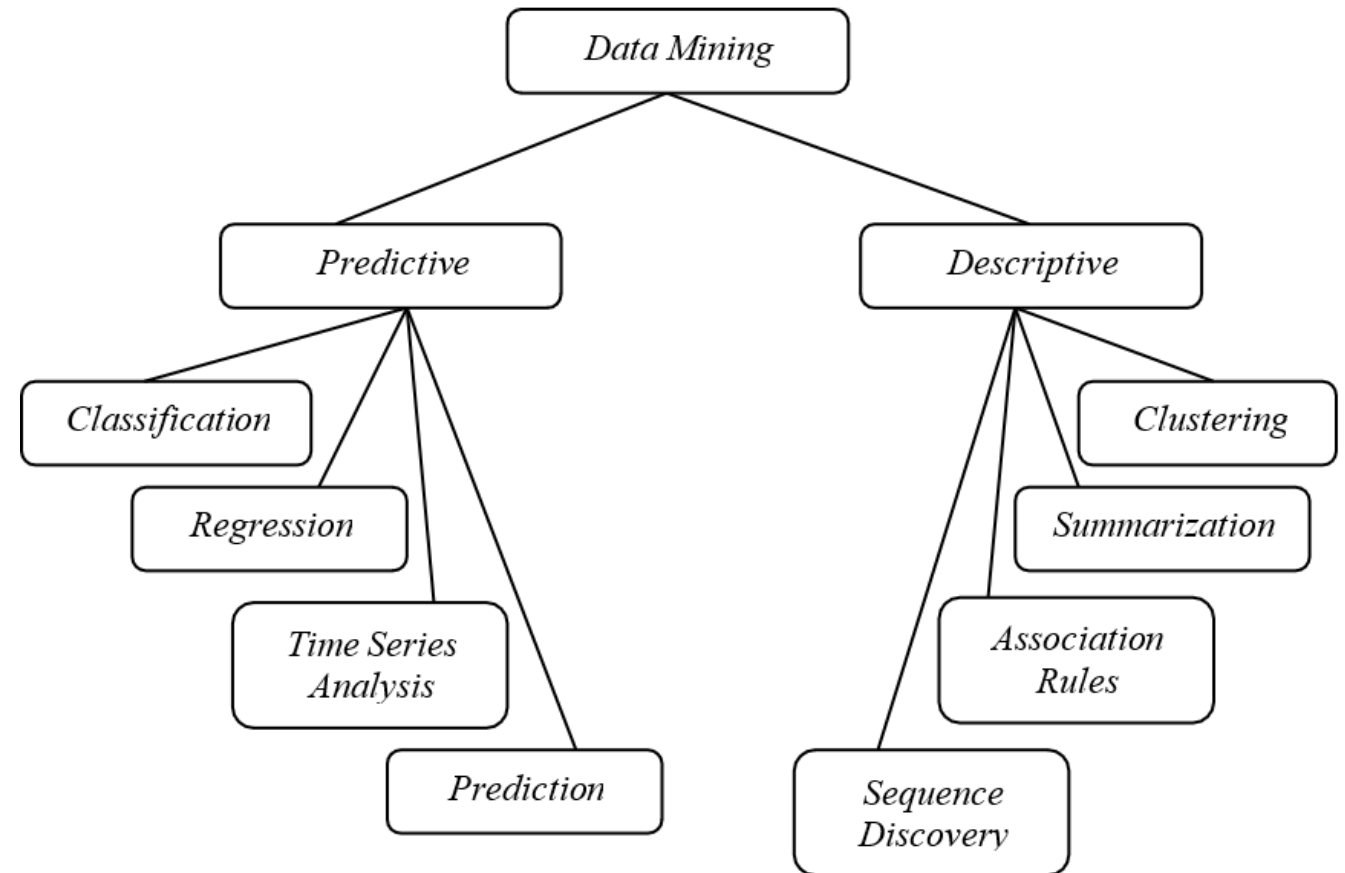 Data Mining
Predictive
Descriptive
Classification
Clustering
Regression
Summarization
Time Series
Analysis
Association
Rules
Prediction
Sequence
Discovery